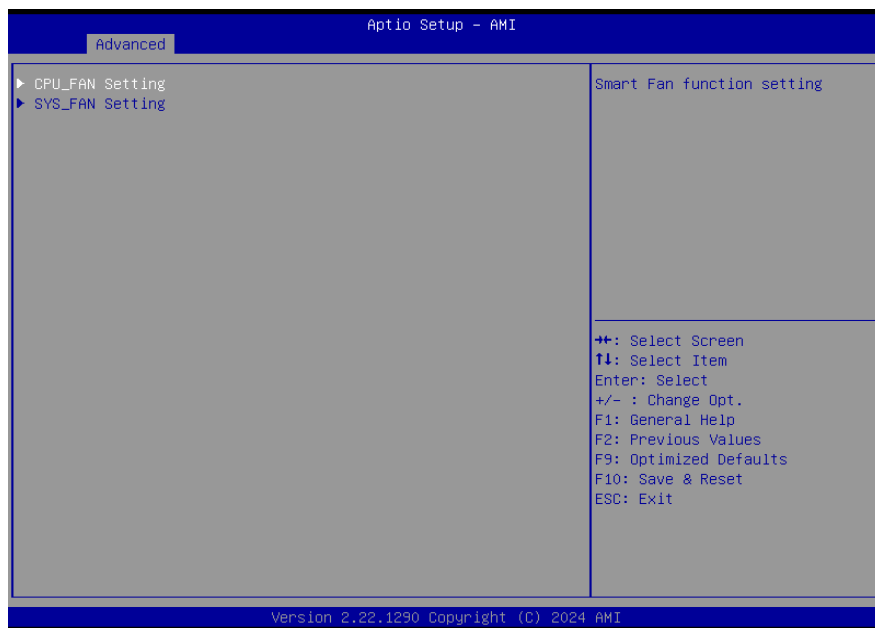 Aptio Setup – AMI
Advanced
► CPU_FAN Setting
► SYS_FAN Setting
Smart Fan function setting
→←: Select Screen
↑↓: Select Item
Enter: Select
+/- : Change Opt.
F1: General Help
F2: Previous Values
F9: Optimized Defaults
F10: Save & Reset
ESC: Exit
Version 2.22.1290 Copyright (C) 2024 AMI